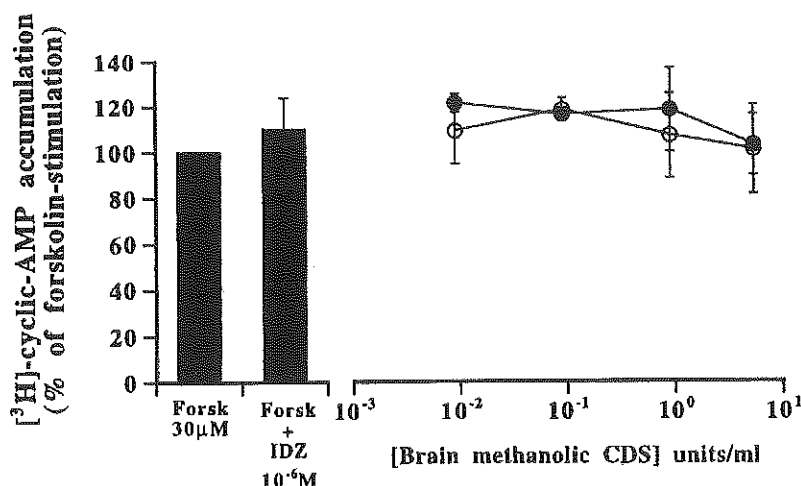 [³H]-cyclic-AMP accumulation
(% of forskolin-stimulation)
140
120
100
80
60
40
20
0
Forsk
30µM
Forsk
+
IDZ
10⁻⁶M
10⁻³
10⁻²
10⁻¹
10⁰
10¹
[Brain methanolic CDS] units/ml